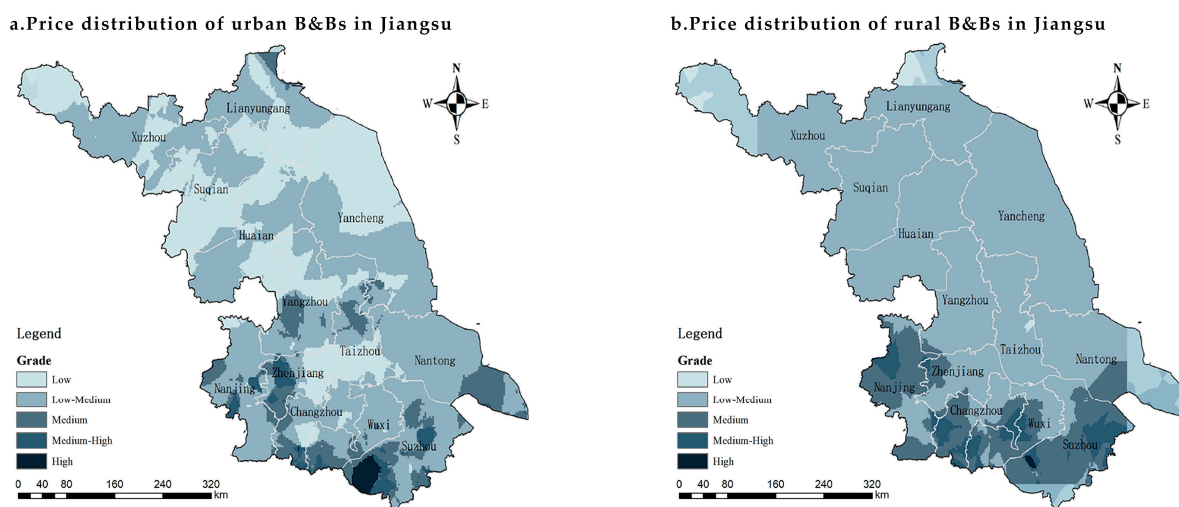 a.Price distribution of urban B&Bs in Jiangsu
N
W E
S
Lianyungang
Xuzhou
Suqian
Yancheng
Huaian
Yangzhou
Taizhou
Nantong
Zhenjiang
Nanjing
Changzhou
Wuxi
Suzhou
Legend
Grade
Low
Low-Medium
Medium
Medium-High
High
0 40 80 160 240 320
km
b.Price distribution of rural B&Bs in Jiangsu
N
W E
S
Lianyungang
Xuzhou
Suqian
Yancheng
Huaian
Yangzhou
Taizhou
Nantong
Zhenjiang
Nanjing
Changzhou
Wuxi
Suzhou
Legend
Grade
Low
Low-Medium
Medium
Medium-High
High
0 40 80 160 240 320
km